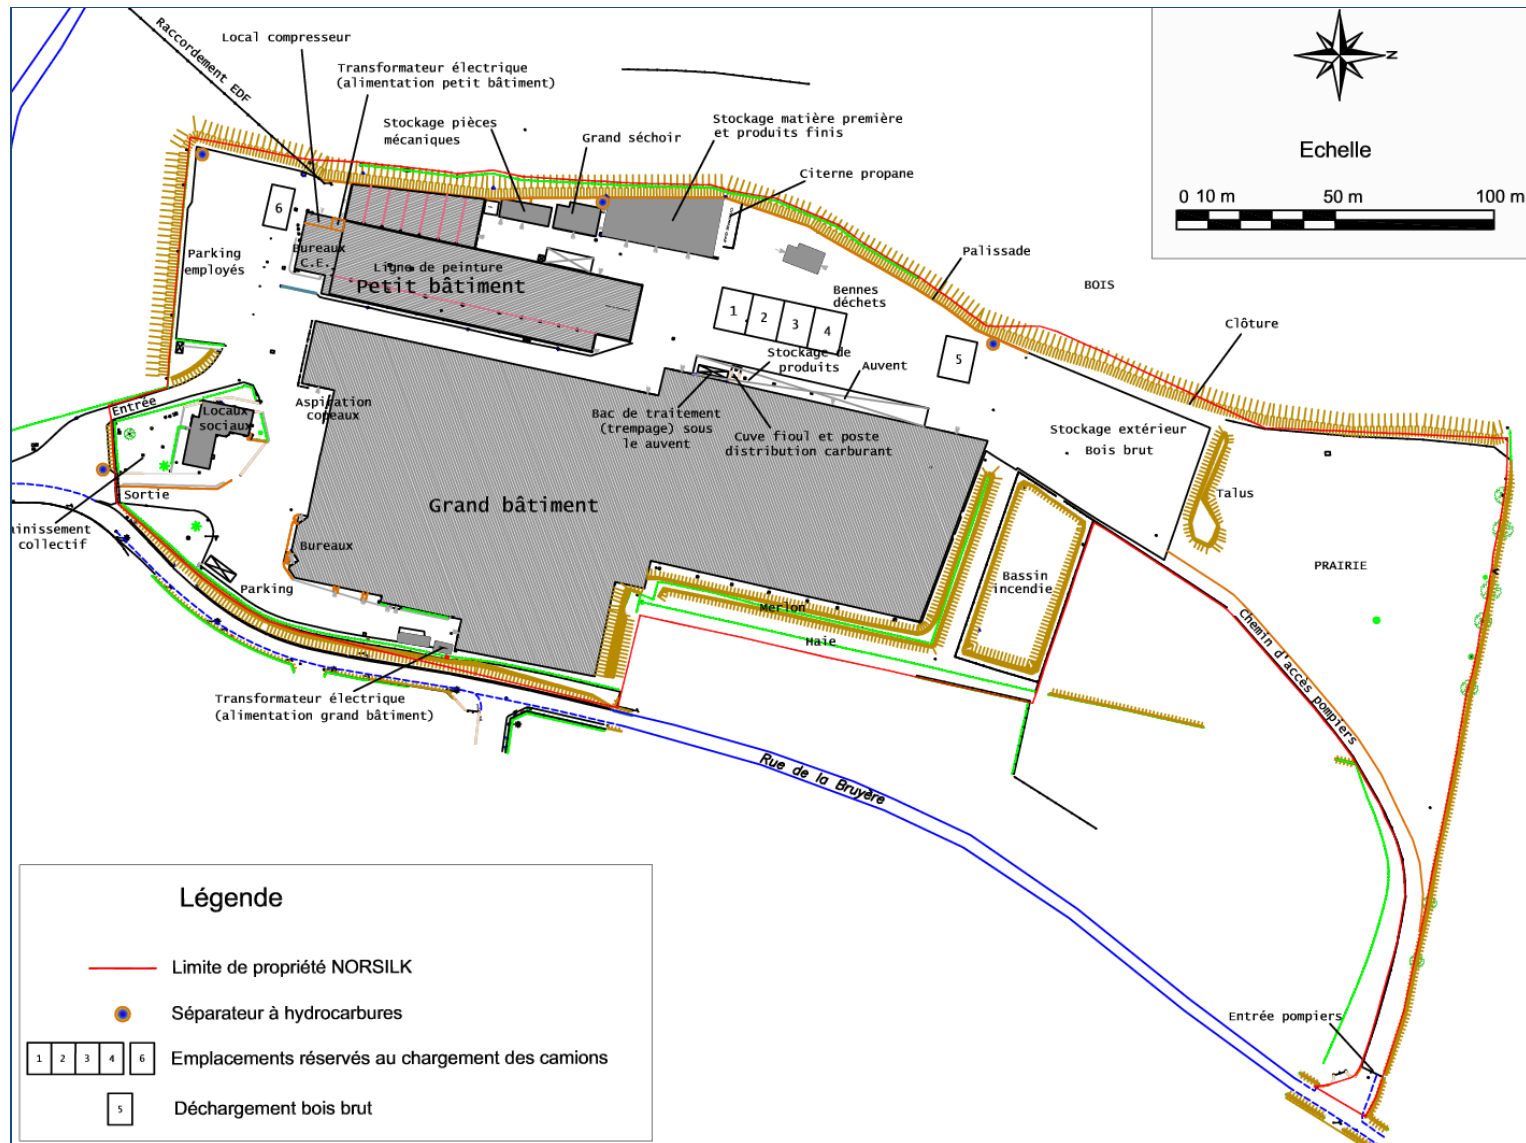 Raccordement EDF
Local compresseur
Transformateur électrique
(alimentation petit bâtiment)
Stockage pièces
mécaniques
Grand séchoir
Stockage matière première
et produits finis
Citerne propane
N
Echelle
0 10 m 50 m 100 m
6
Parking
employés
Bureaux
C.E.
Ligne de peinture
Petit bâtiment
Palissade
BOIS
Bennes
déchets
1 2 3 4
5
Clôture
Stockage de
produits
Auvent
Entrée
Locaux
sociaux
Aspiration
copeaux
Bac de traitement
(trempage) sous
le auvent
Cuve fioul et poste
distribution carburant
Stockage extérieur
Bois brut
Talus
Sortie
ainissement
collectif
Grand bâtiment
Bureaux
Parking
Bassin
incendie
PRAIRIE
Merlon
Haie
Chemin d'accès pompiers
Transformateur électrique
(alimentation grand bâtiment)
Rue de la Bruyère
Entrée pompiers
Légende
Limite de propriété NORSILK
Séparateur à hydrocarbures
1 2 3 4 6 Emplacements réservés au chargement des camions
5 Déchargement bois brut